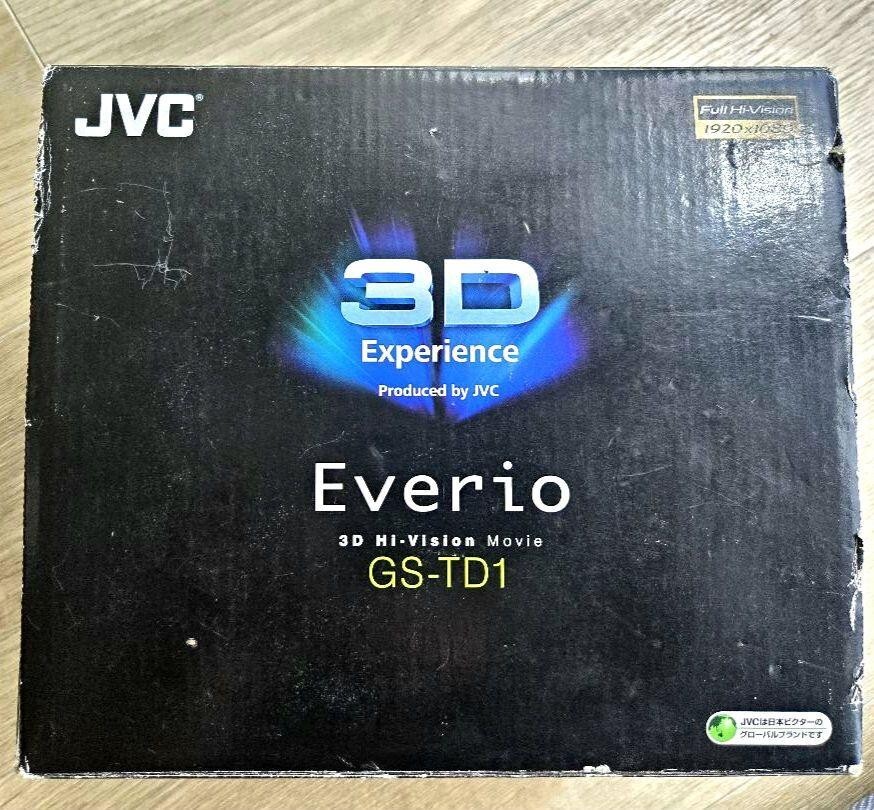 JVC®
Full Hi-Vision
1920x1080
3D
Experience
Produced by JVC
Everio
3D Hi-Vision Movie
GS-TD1
JVCは日本ビクターの
グローバルブランドです